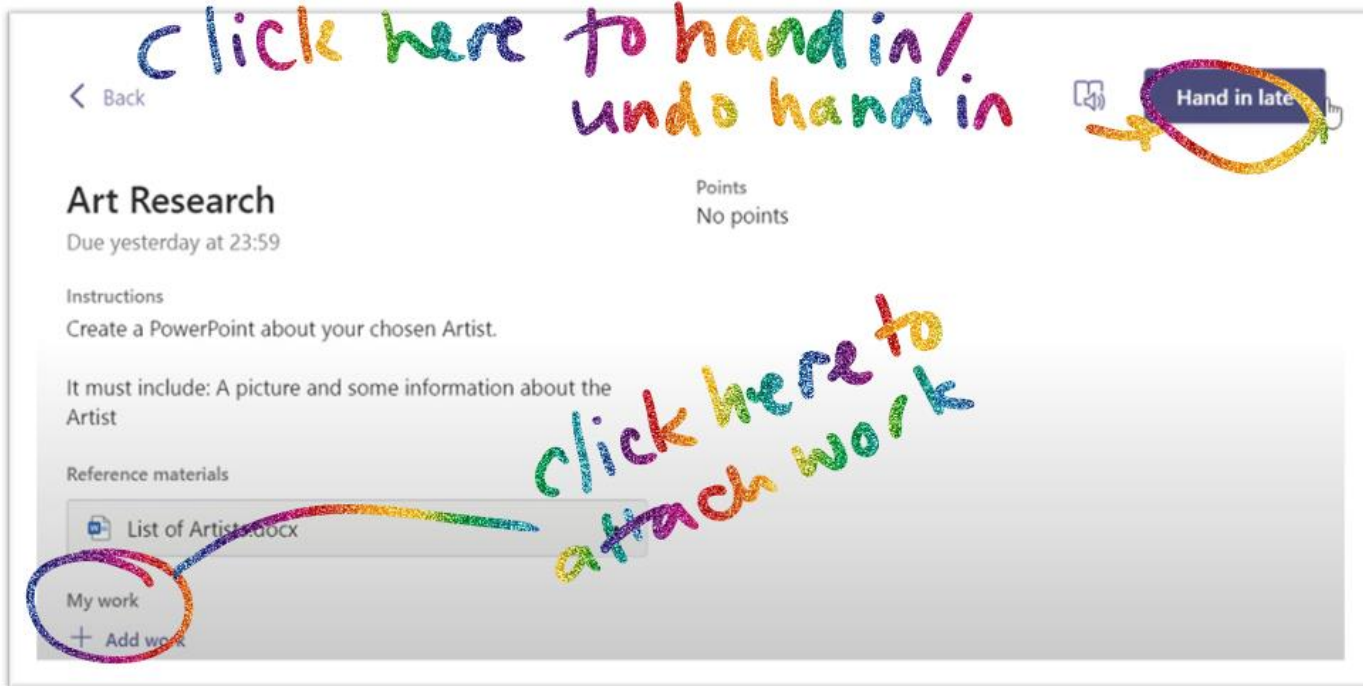 click here to hand in/
undo hand in
Back
Hand in late
Art Research
Due yesterday at 23:59
Points
No points
Instructions
Create a PowerPoint about your chosen Artist.
It must include: A picture and some information about the
Artist
click here to
attach work
Reference materials
List of Artists.docx
My work
+ Add work